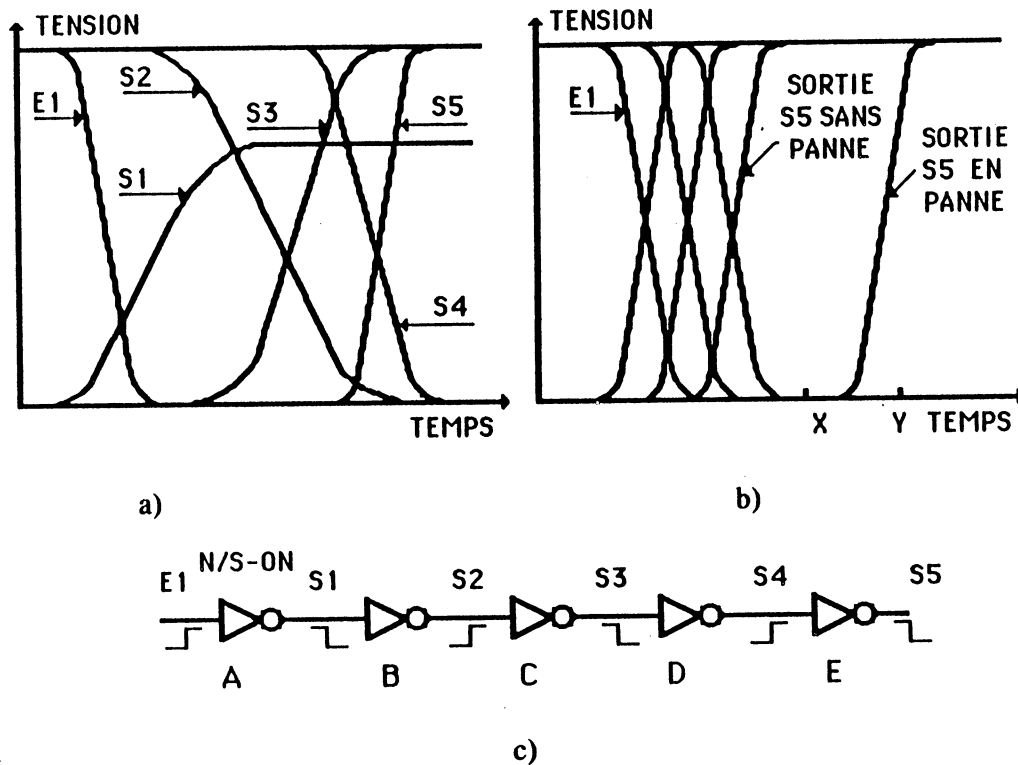 TENSION
S2
E1
S3
S5
S1
S4
TEMPS
a)
TENSION
E1
SORTIE
S5 SANS
PANNE
SORTIE
S5 EN
PANNE
X
Y
TEMPS
b)
N/S-ON
E1
S1
S2
S3
S4
S5
A
B
C
D
E
c)